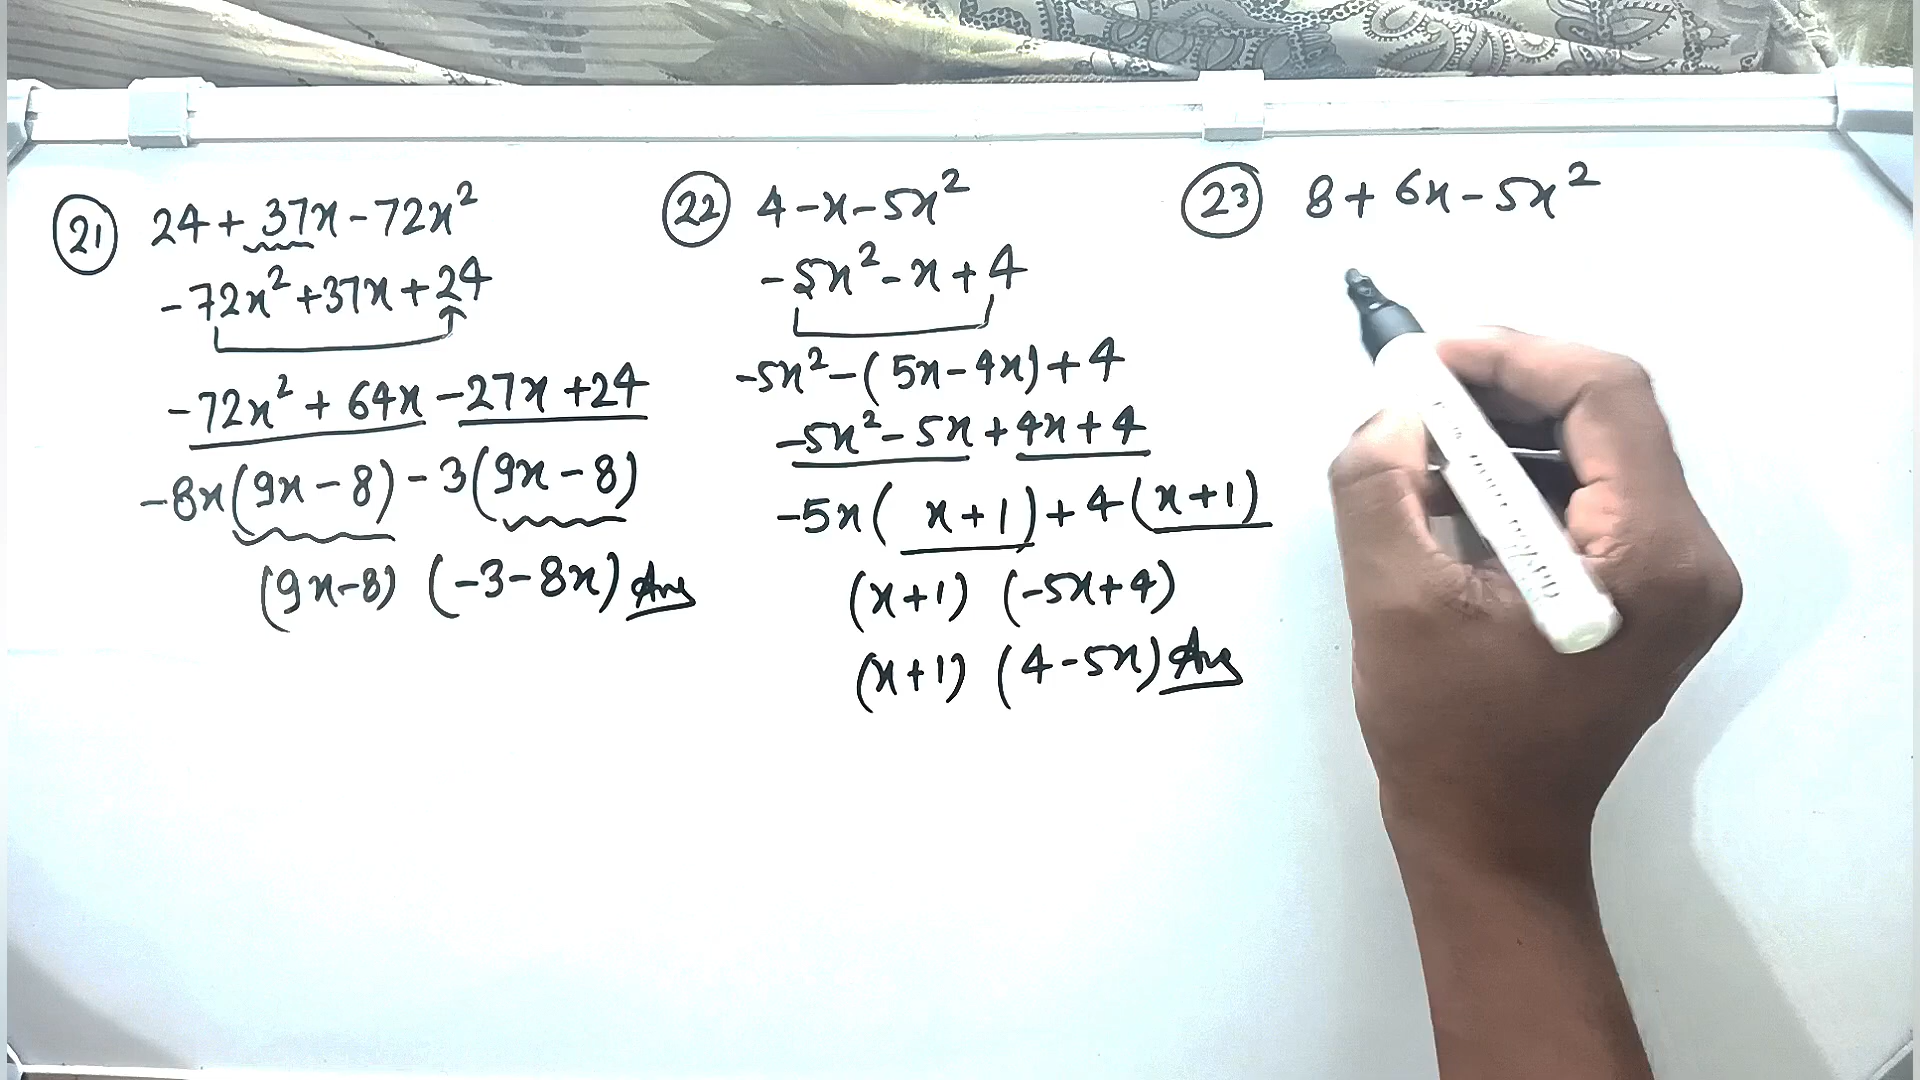 (21) 24 + 37x - 72x²
-72x² + 37x + 24
-72x² + 64x - 27x + 24
-8x(9x - 8) - 3(9x - 8)
(9x-8) (-3-8x) Ans
(22) 4 - x - 5x²
-5x² - x + 4
-5x² - (5x - 4x) + 4
-5x² - 5x + 4x + 4
-5x( x+1) + 4(x+1)
(x+1) (-5x+4)
(x+1) (4-5x) Ans
(23) 8 + 6x - 5x²